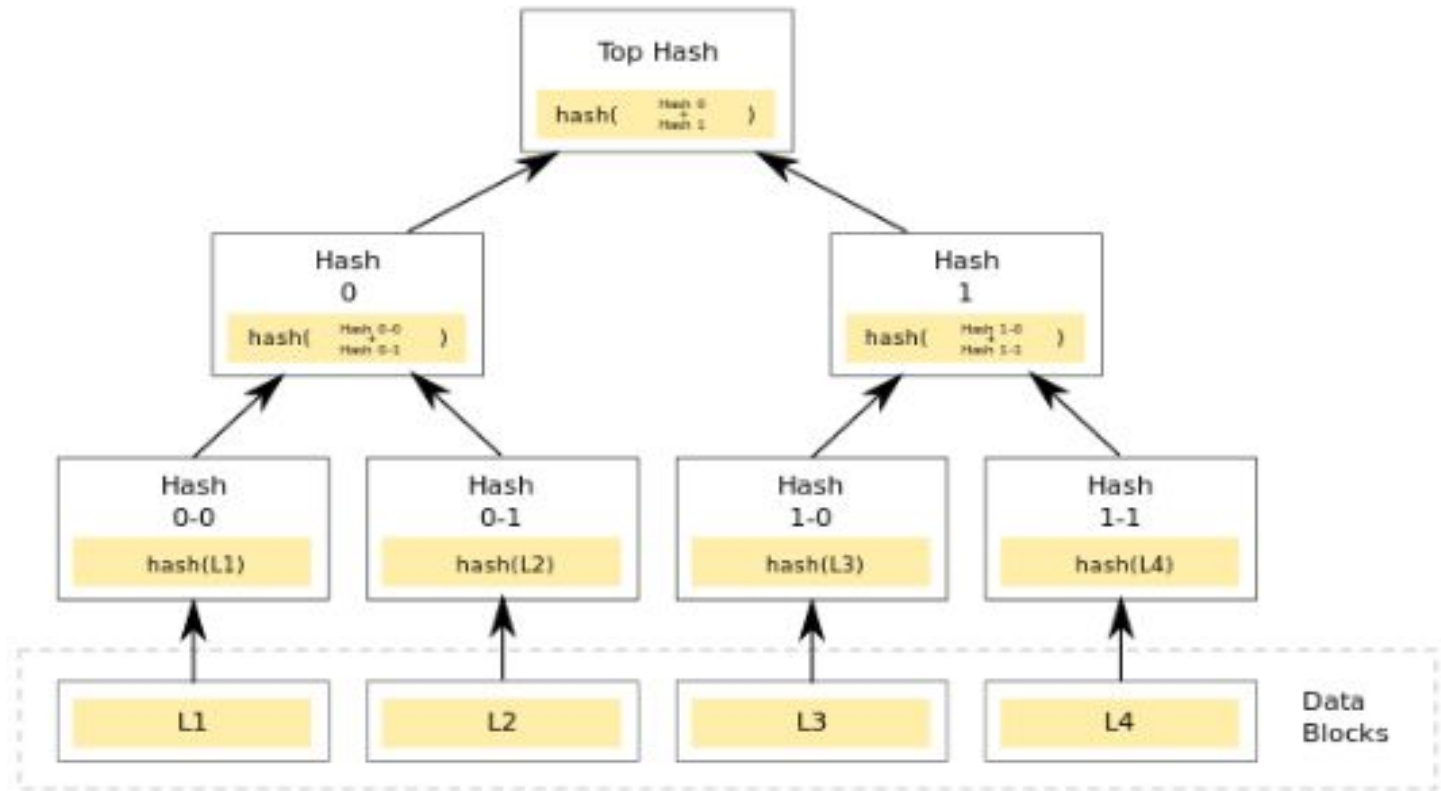 Top Hash
hash( Hash 0 + Hash 1 )
Hash
0
hash( Hash 0-0 + Hash 0-1 )
Hash
1
hash( Hash 1-0 + Hash 1-1 )
Hash
0-0
hash(L1)
Hash
0-1
hash(L2)
Hash
1-0
hash(L3)
Hash
1-1
hash(L4)
L1
L2
L3
L4
Data
Blocks